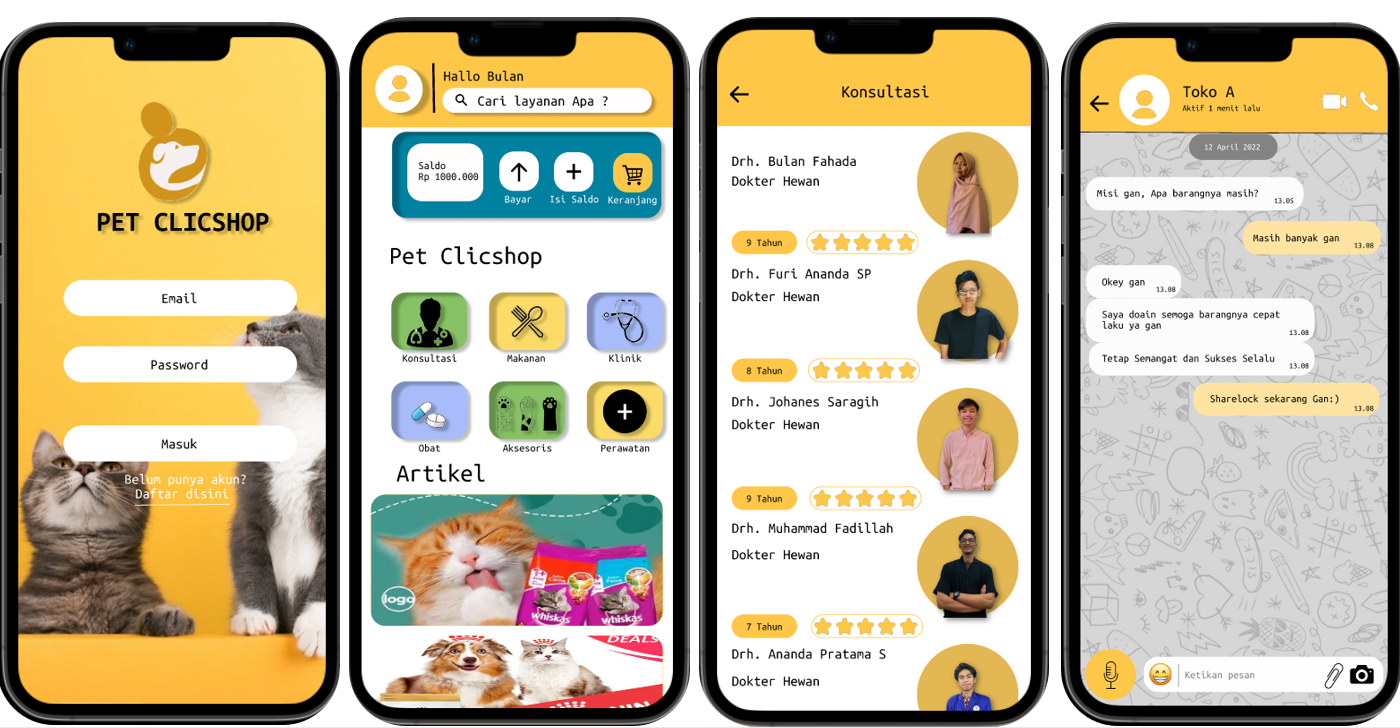 PET CLICSHOP
Email
Password
Masuk
Belum punya akun?
Daftar disini
Hallo Bulan
Cari layanan Apa ?
Saldo
Rp 1000.000
Bayar
Isi Saldo
Keranjang
Pet Clicshop
Konsultasi
Makanan
Klinik
Obat
Aksesoris
Perawatan
Artikel
logo
whiskas
whiskas
DEALS
Konsultasi
Drh. Bulan Fahada
Dokter Hewan
9 Tahun
Drh. Furi Ananda SP
Dokter Hewan
8 Tahun
Drh. Johanes Saragih
Dokter Hewan
9 Tahun
Drh. Muhammad Fadillah
Dokter Hewan
7 Tahun
Drh. Ananda Pratama S
Dokter Hewan
Toko A
Aktif 1 menit lalu
12 April 2022
Misi gan, Apa barangnya masih?
13.05
Masih banyak gan
13.08
Okey gan
13.08
Saya doain semoga barangnya cepat
laku ya gan
13.08
Tetap Semangat dan Sukses Selalu
13.08
Sharelock sekarang Gan:)
13.08
Ketikan pesan